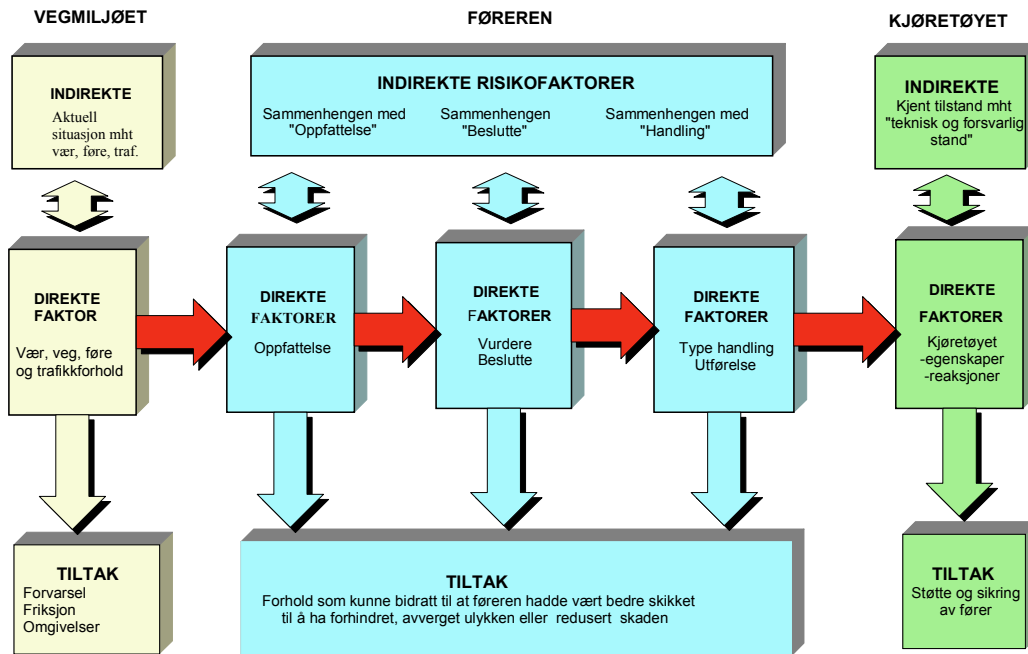 VEGMILJØET
FØREREN
KJØRETØYET
INDIREKTE
Aktuell
situasjon mht
vær, føre, traf.
INDIREKTE RISIKOFAKTORER
Sammenhengen med
"Oppfattelse"
Sammenhengen
"Beslutte"
Sammenhengen med
"Handling"
INDIREKTE
Kjent tilstand mht
"teknisk og forsvarlig
stand"
DIREKTE
FAKTOR
Vær, veg, føre
og trafikkforhold
DIREKTE
FAKTORER
Oppfattelse
DIREKTE
FAKTORER
Vurdere
Beslutte
DIREKTE
FAKTORER
Type handling
Utførelse
DIREKTE
FAKTORER
Kjøretøyet
-egenskaper
-reaksjoner
TILTAK
Forvarsel
Friksjon
Omgivelser
TILTAK
Forhold som kunne bidratt til at føreren hadde vært bedre skikket
til å ha forhindret, avverget ulykken eller redusert skaden
TILTAK
Støtte og sikring
av fører